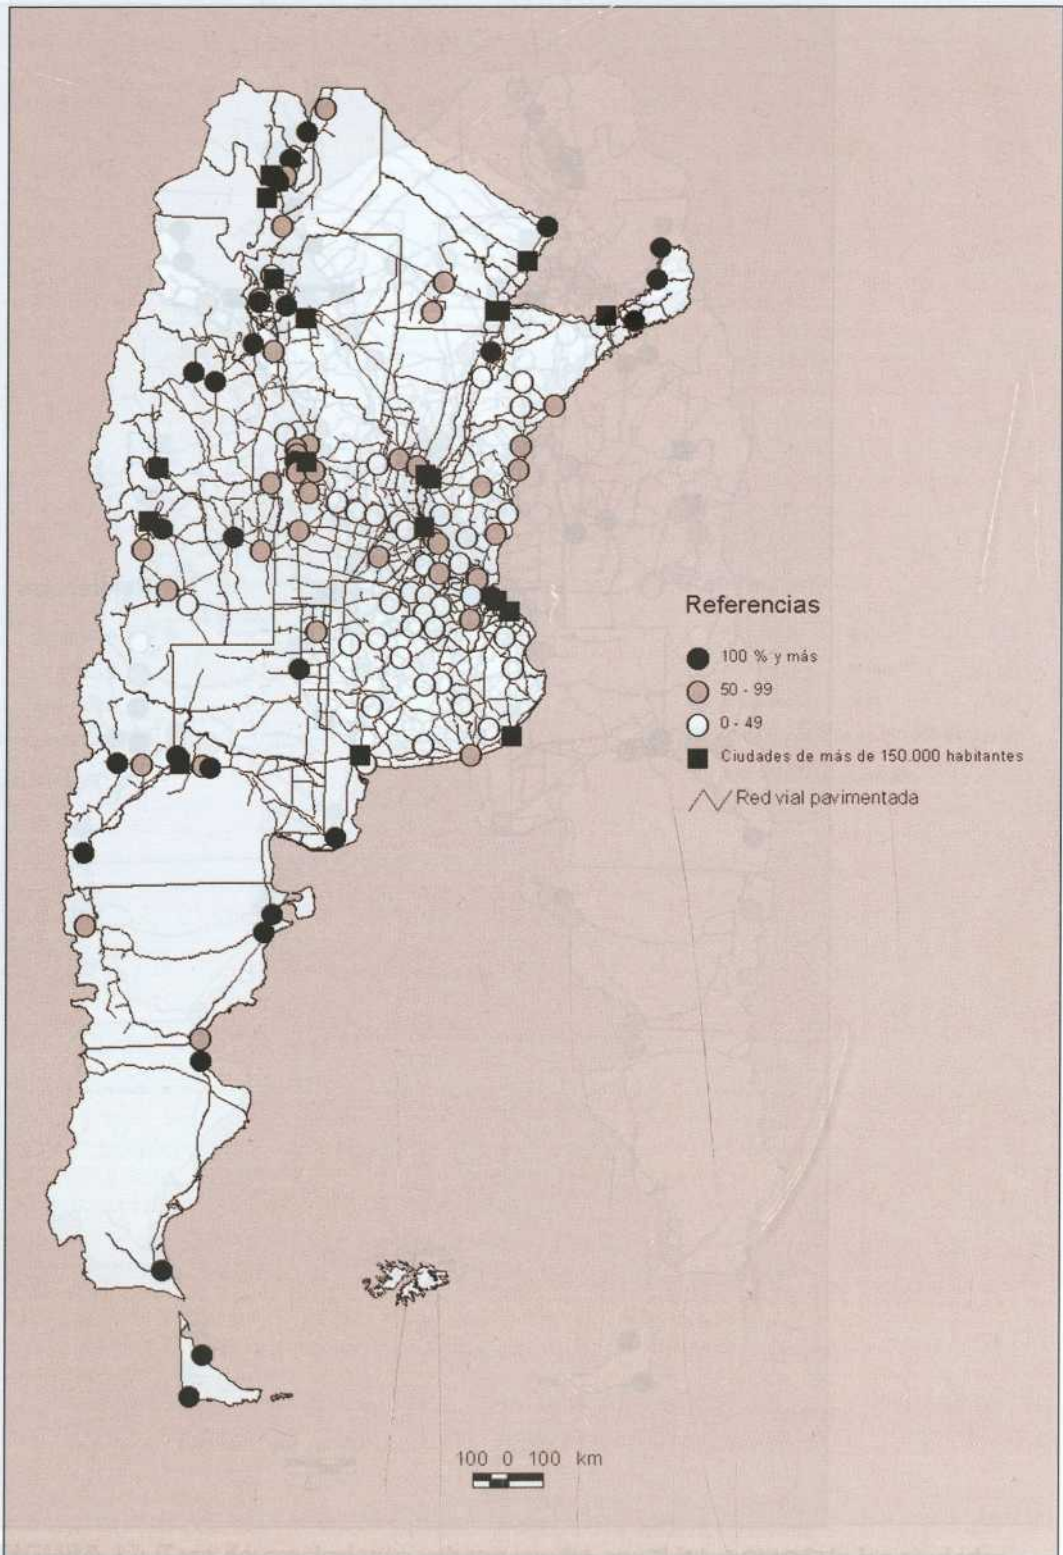 Referencias
100 % y más
50 - 99
0 - 49
Ciudades de más de 150.000 habitantes
Red vial pavimentada
100 0 100 km